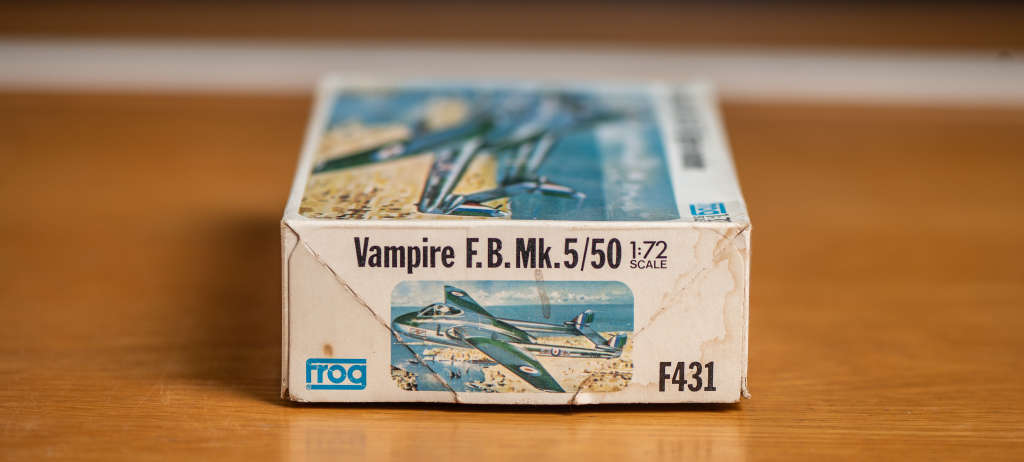 Vampire F.B.Mk.5/50 1:72
SCALE
frog
F431